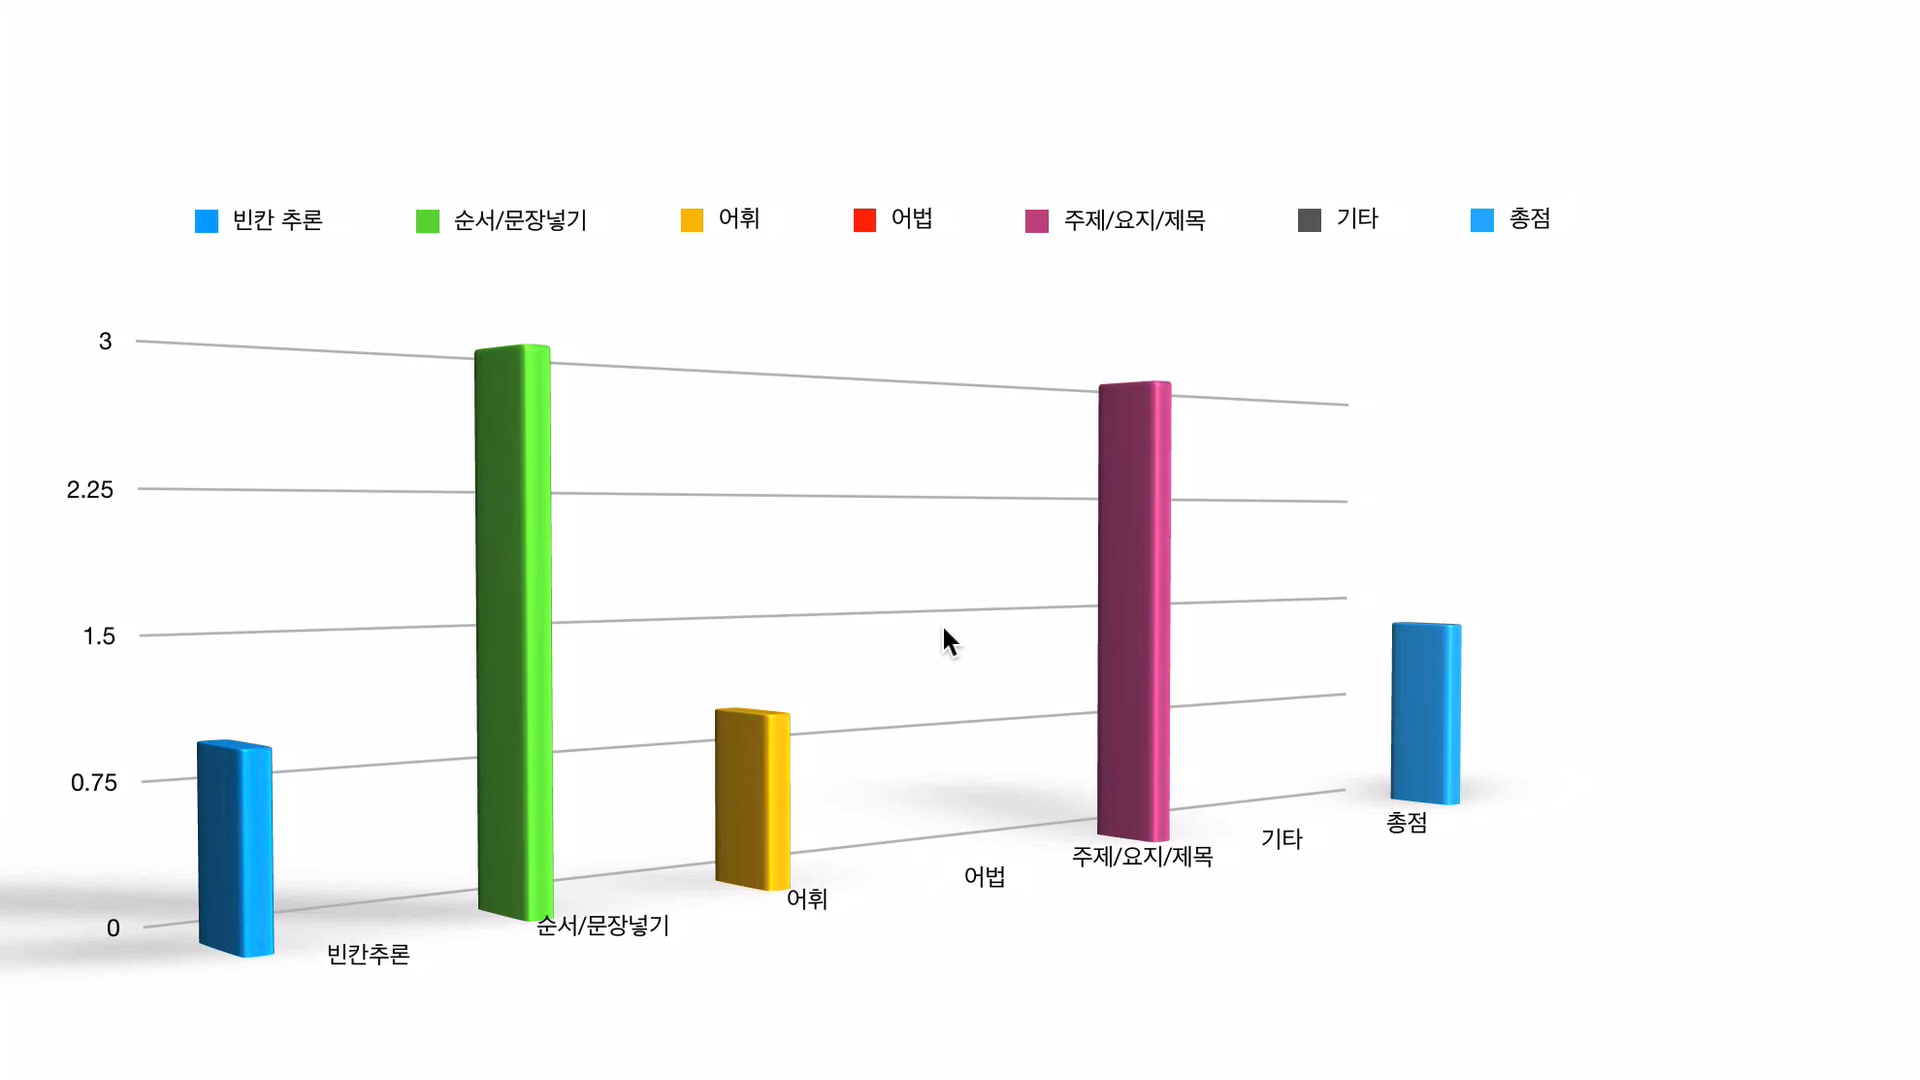 빈칸 추론
순서/문장넣기
어휘
어법
주제/요지/제목
기타
총점
3
2.25
1.5
0.75
0
빈칸추론
순서/문장넣기
어휘
어법
주제/요지/제목
기타
총점